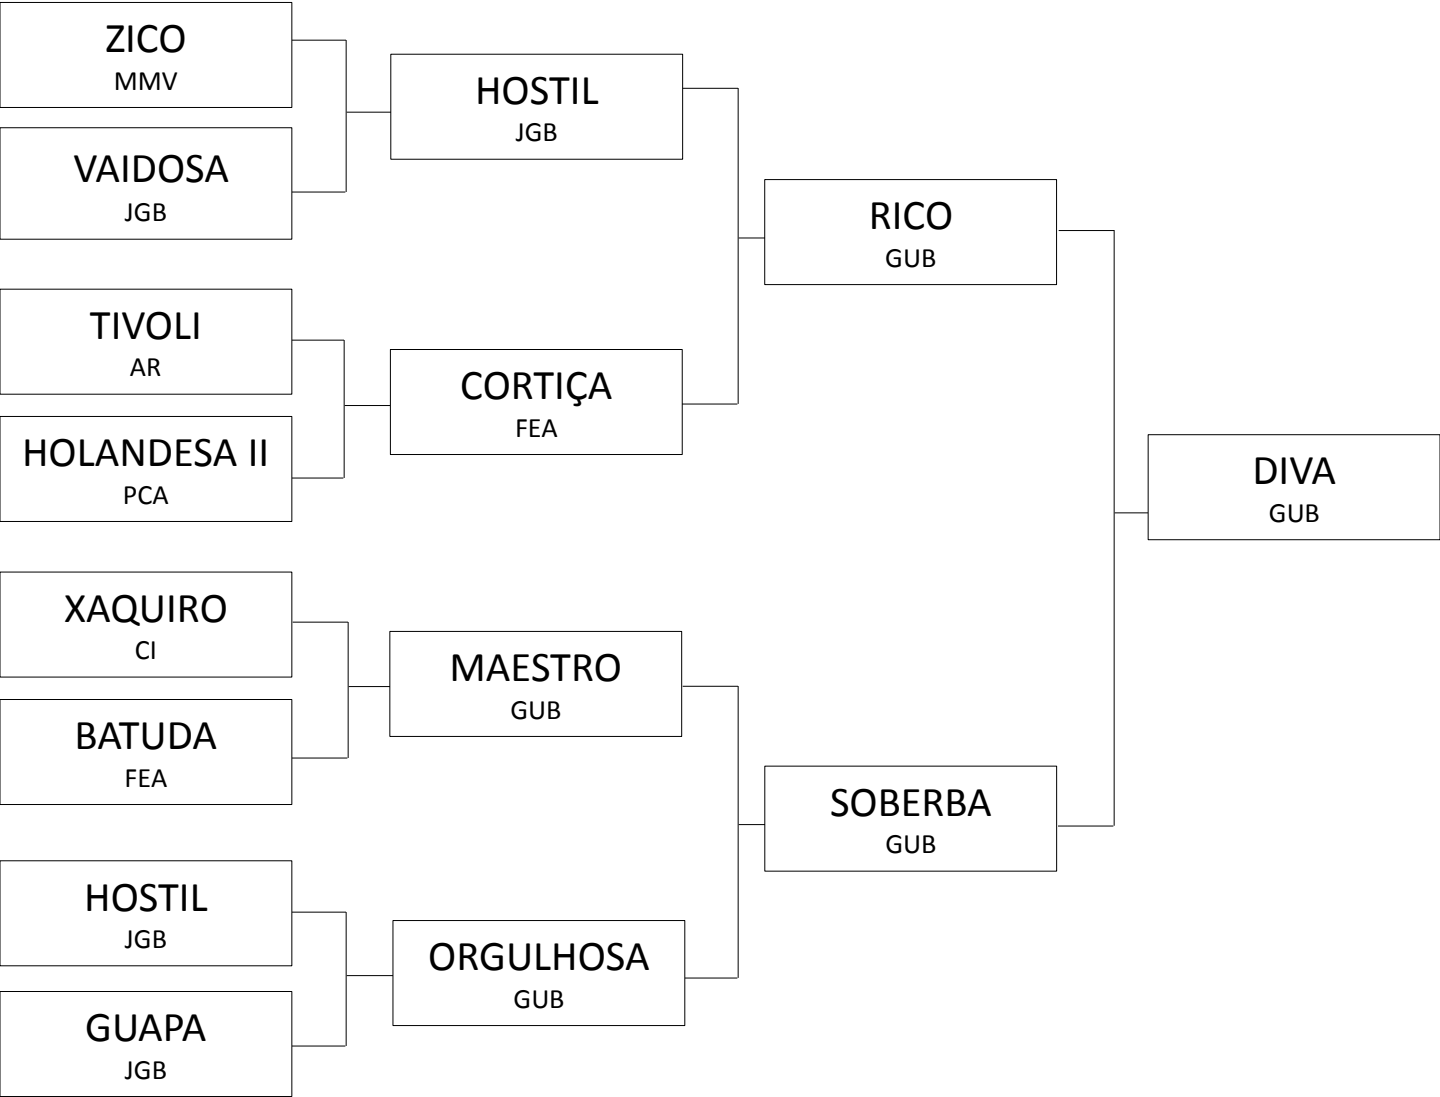 ZICO
MMV
VAIDOSA
JGB
TIVOLI
AR
HOLANDESA II
PCA
XAQUIRO
CI
BATUDA
FEA
HOSTIL
JGB
GUAPA
JGB
HOSTIL
JGB
CORTIÇA
FEA
MAESTRO
GUB
ORGULHOSA
GUB
RICO
GUB
SOBERBA
GUB
DIVA
GUB